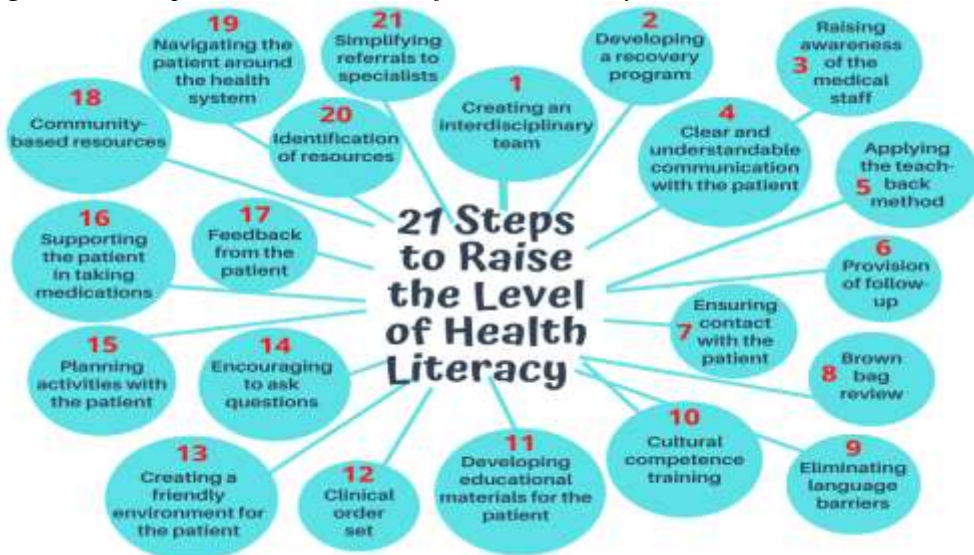 21 Steps
to Raise
the Level
of Health
Literacy
1
Creating an
interdisciplinary
team
2
Developing
a recovery
program
3
Raising
awareness
of the
medical
staff
4
Clear and
understandable
communication
with the patient
5
Applying
the teach-
back
method
6
Provision
of follow-
up
7
Ensuring
contact
with the
patient
8
Brown
bag
review
9
Eliminating
language
barriers
10
Cultural
competence
training
11
Developing
educational
materials for the
patient
12
Clinical
order
set
13
Creating a
friendly
environment for
the patient
14
Encouraging
to ask
questions
15
Planning
activities with
the patient
16
Supporting
the patient
in taking
medications
17
Feedback
from the
patient
18
Community-
based resources
19
Navigating the
patient around
the health
system
20
Identification
of resources
21
Simplifying
referrals to
specialists